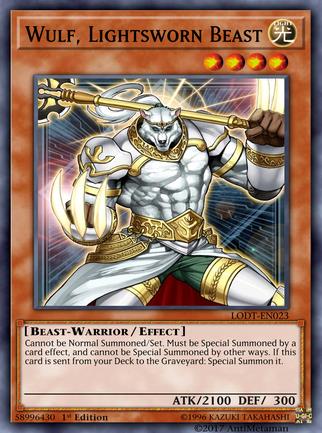 Wulf, Lightsworn Beast
LIGHT
光
LODT-EN023
[Beast-Warrior / Effect]
Cannot be Normal Summoned/Set. Must be Special Summoned by a
card effect, and cannot be Special Summoned by other ways. If this
card is sent from your Deck to the Graveyard: Special Summon it.
ATK/2100 DEF/ 300
58996430 1st Edition ©1996 KAZUKI TAKAHASHI
©2017 AntiMetaman